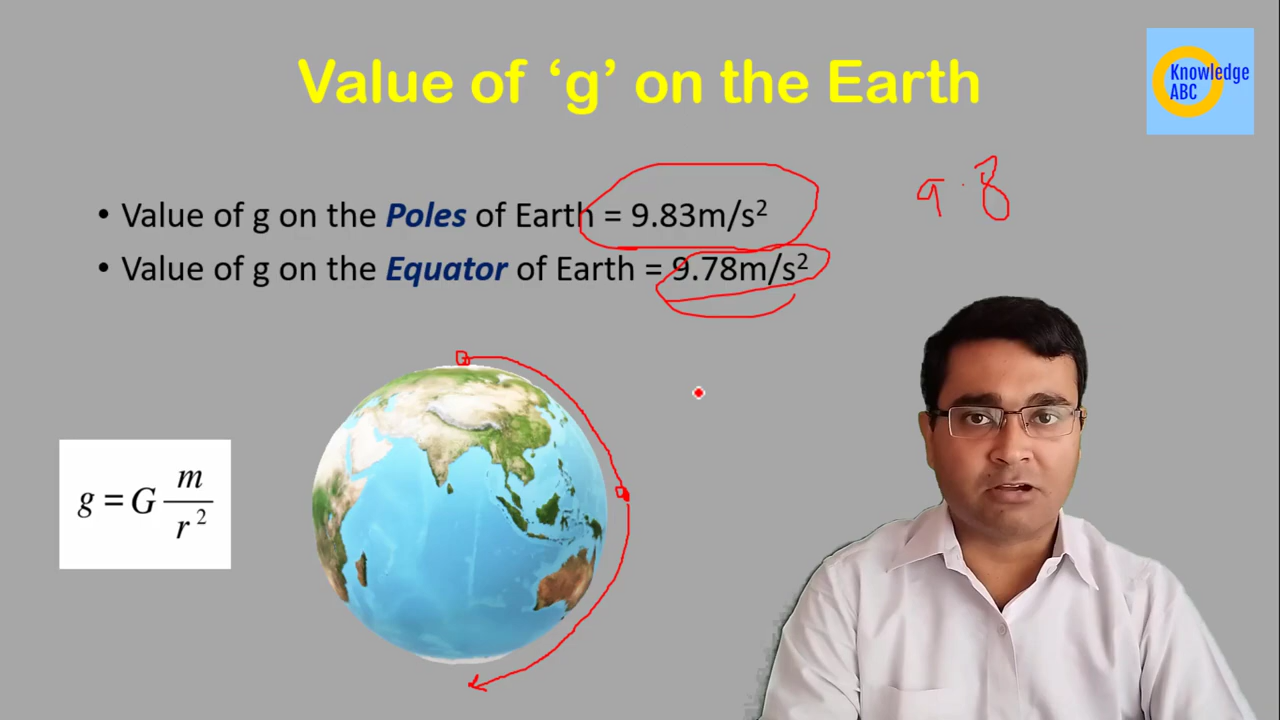 Value of ‘g’ on the Earth
Knowledge
ABC
• Value of g on the Poles of Earth = 9.83m/s²
• Value of g on the Equator of Earth = 9.78m/s²
9.8
g = G m / r ²